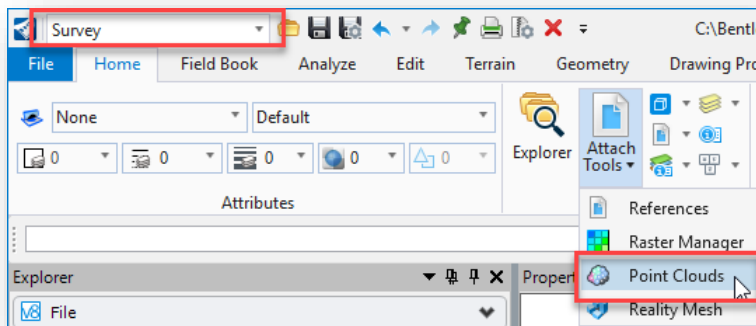 Survey
C:\Bentl
File Home Field Book Analyze Edit Terrain Geometry Drawing Pro
None Default
0 0 0 0 0
Attributes
Explorer
Attach
Tools
References
Raster Manager
Point Clouds
Reality Mesh
Explorer
Propert
V8 File